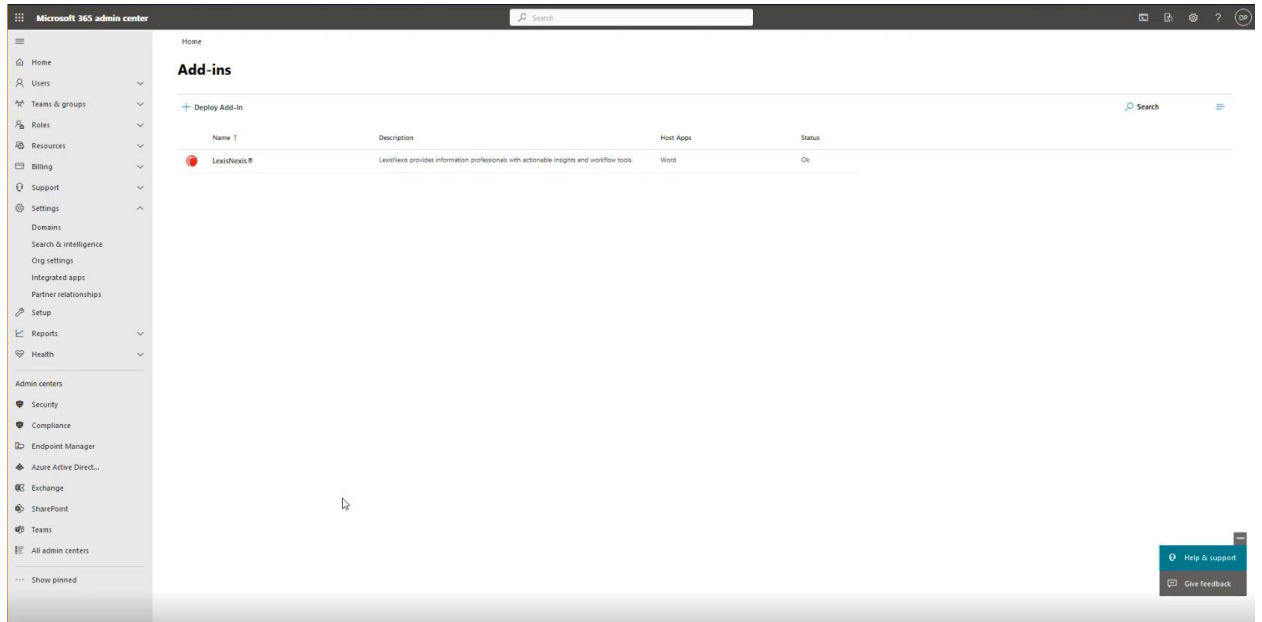 Microsoft 365 admin center
Search
DP
Home
Users
Teams & groups
Roles
Resources
Billing
Support
Settings
Domains
Search & intelligence
Org settings
Integrated apps
Partner relationships
Setup
Reports
Health
Admin centers
Security
Compliance
Endpoint Manager
Azure Active Direct...
Exchange
SharePoint
Teams
All admin centers
Show pinned
Home
Add-ins
Deploy Add-In
Search
Name ↑ Description Host Apps Status
LexisNexis® LexisNexis provides information professionals with actionable insights and workflow tools. Word Ok
Help & support
Give feedback